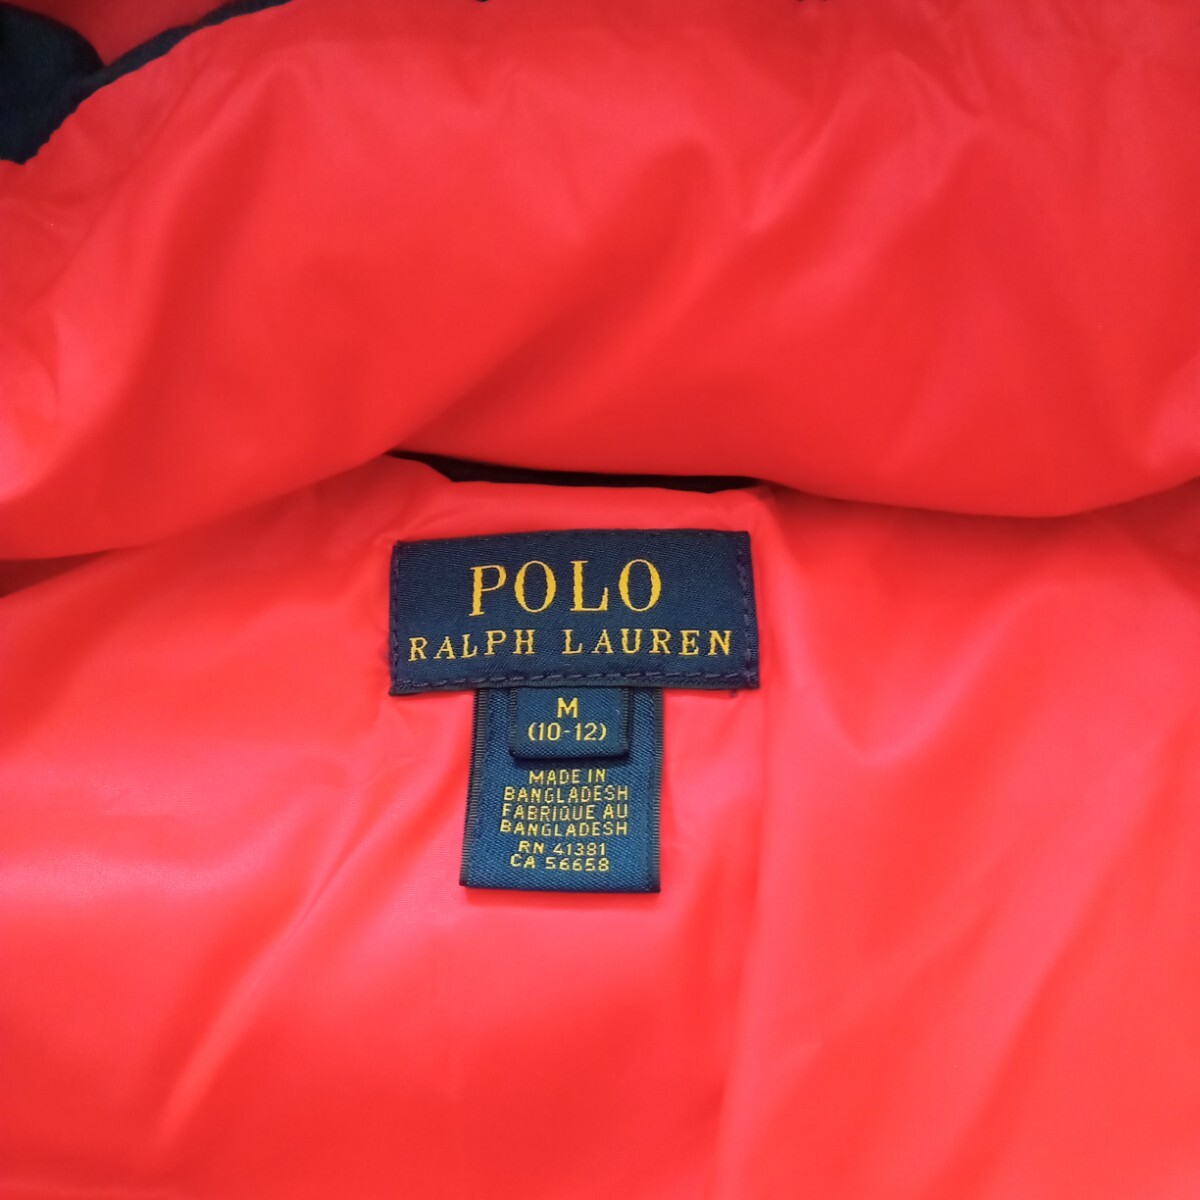 POLO
RALPH LAUREN
M
(10-12)
MADE IN
BANGLADESH
FABRIQUE AU
BANGLADESH
RN 41381
CA 56658